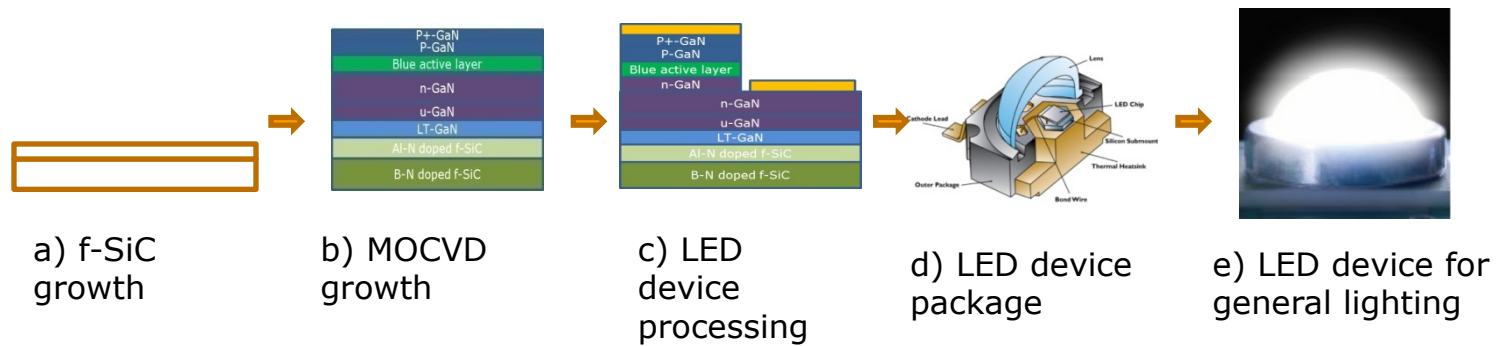 P+-GaN
P-GaN
Blue active layer
n-GaN
u-GaN
LT-GaN
Al-N doped f-SiC
B-N doped f-SiC
P+-GaN
P-GaN
Blue active layer
n-GaN
n-GaN
u-GaN
LT-GaN
Al-N doped f-SiC
B-N doped f-SiC
Lens
LED Chip
Cathode Lead
Silicon Submount
Thermal Heatsink
Outer Package
Bond Wire
a) f-SiC
growth
b) MOCVD
growth
c) LED
device
processing
d) LED device
package
e) LED device for
general lighting